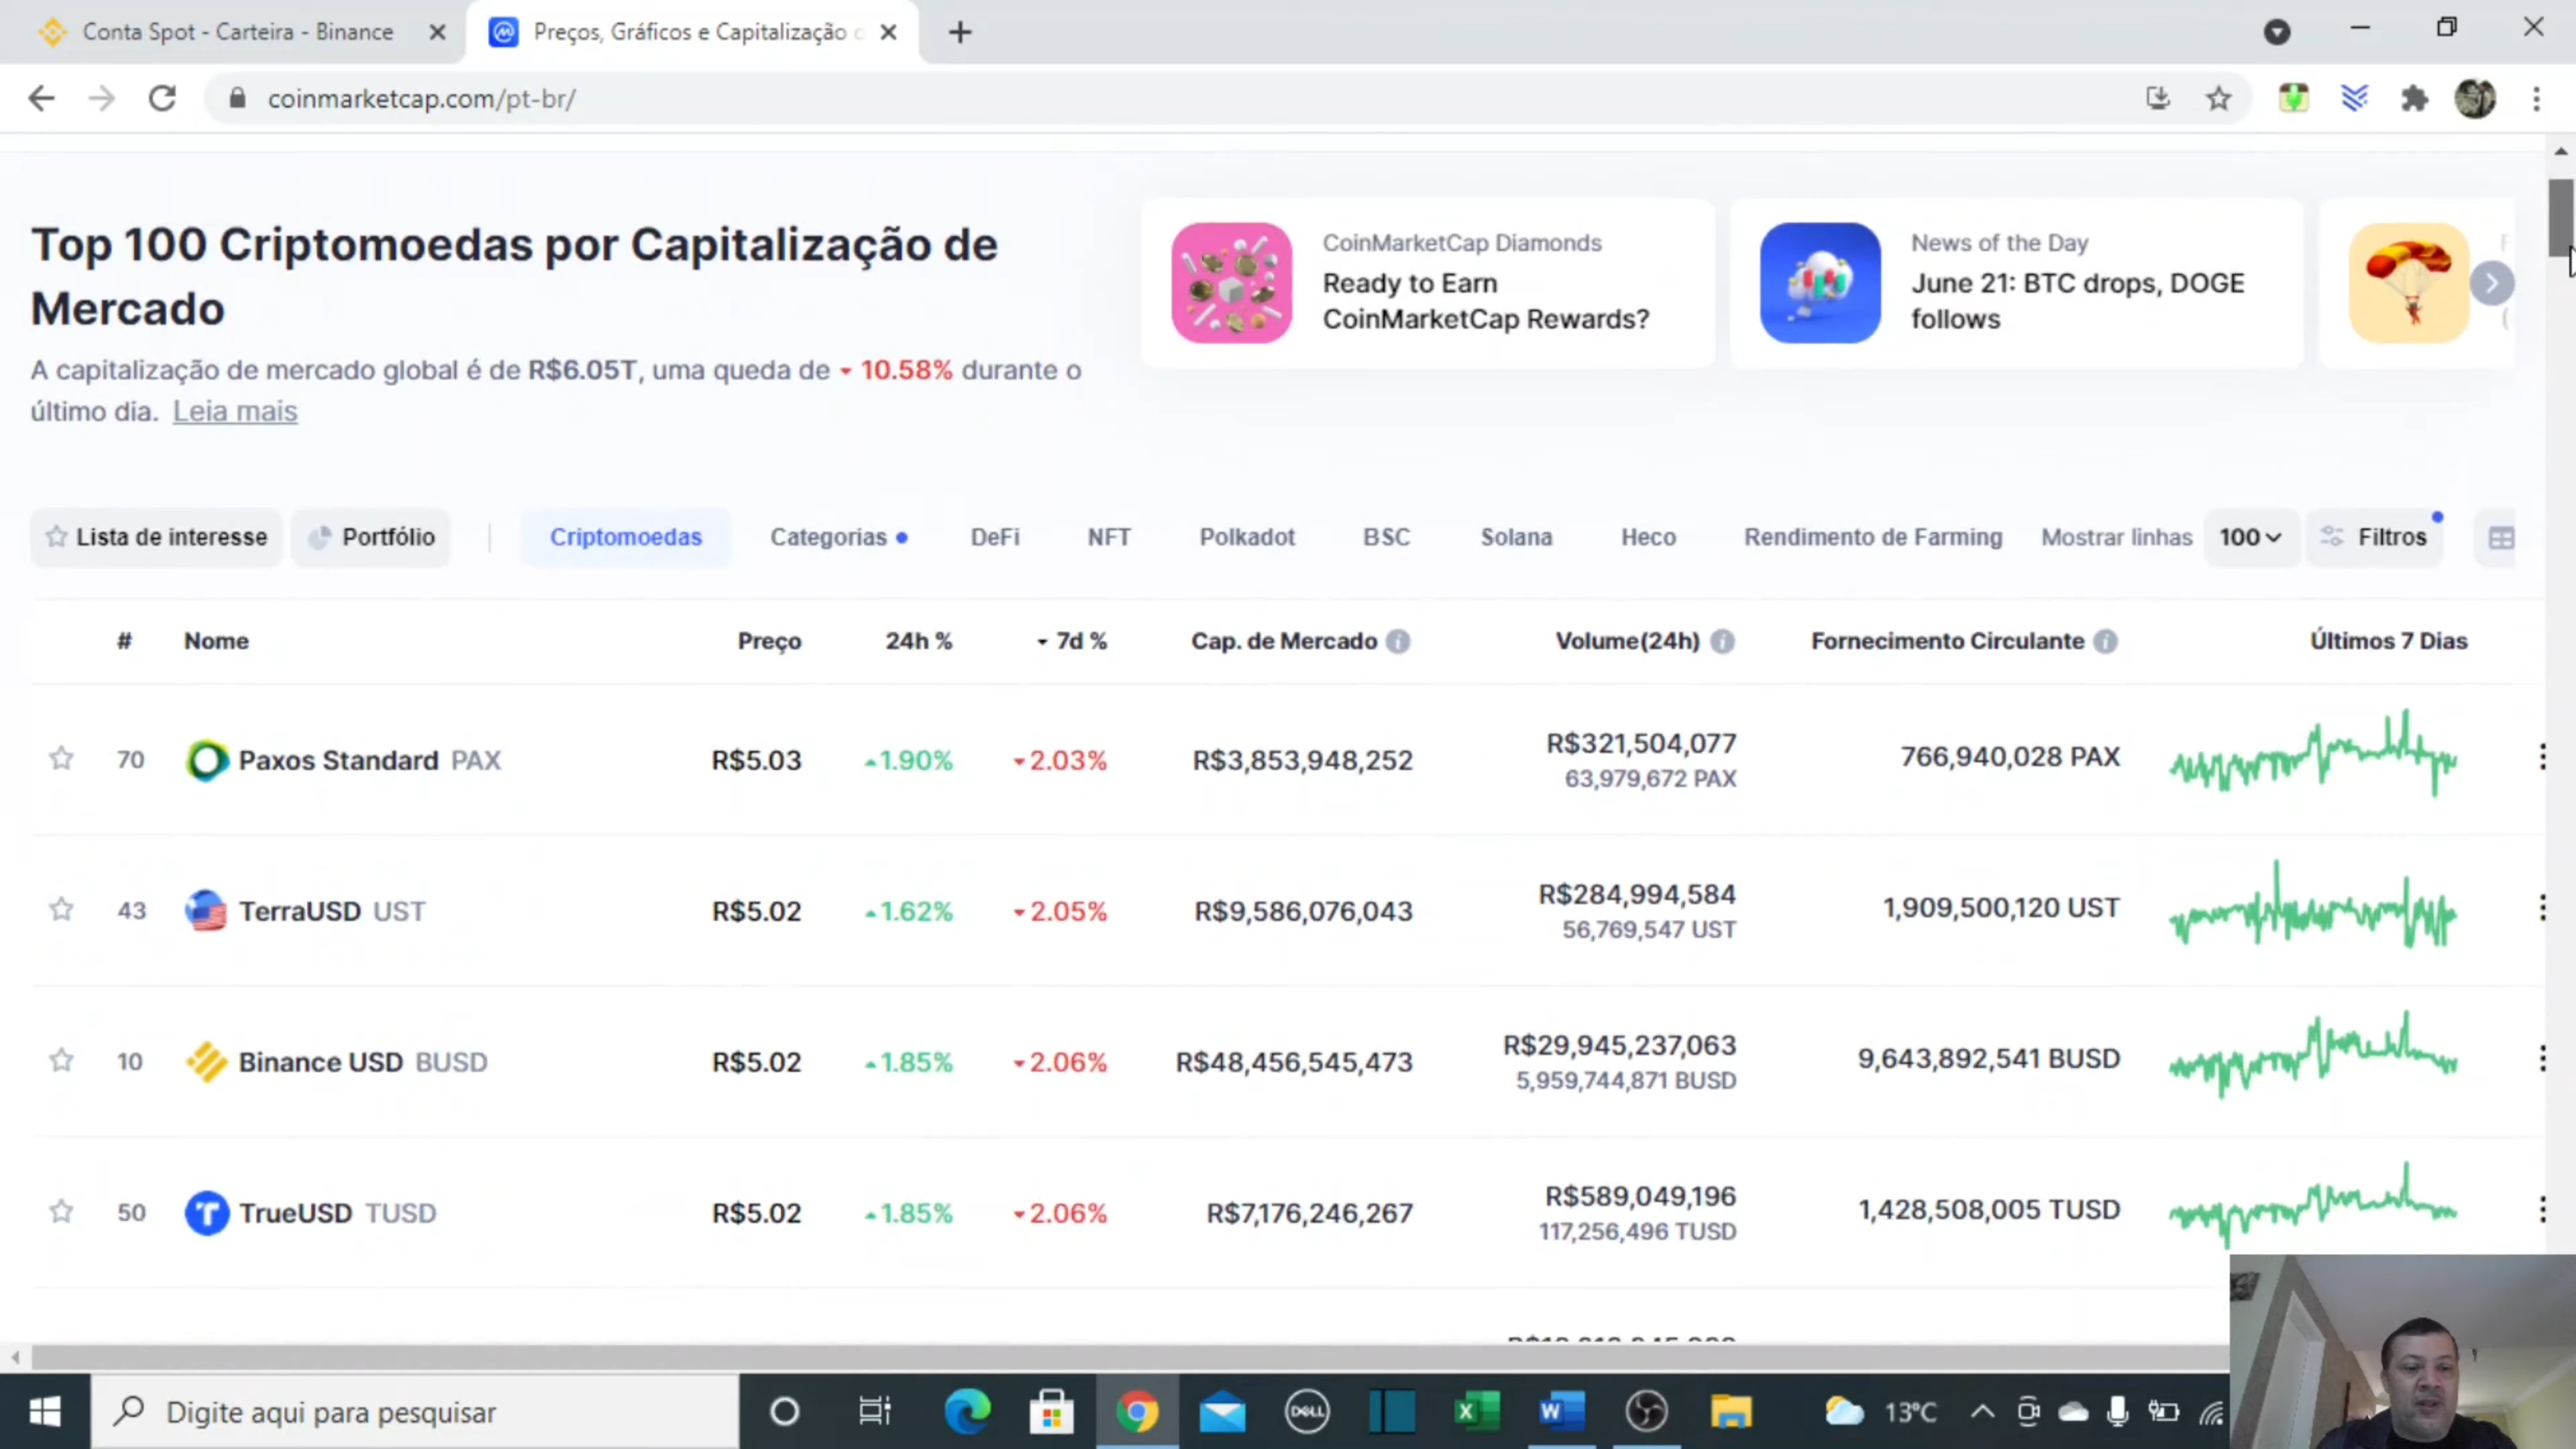 Conta Spot - Carteira - Binance
Preços, Gráficos e Capitalização
coinmarketcap.com/pt-br/
Top 100 Criptomoedas por Capitalização de
Mercado
A capitalização de mercado global é de R$6.05T, uma queda de 10.58% durante o
último dia. Leia mais
CoinMarketCap Diamonds
Ready to Earn
CoinMarketCap Rewards?
News of the Day
June 21: BTC drops, DOGE
follows
Lista de interesse Portfólio Criptomoedas Categorias DeFi NFT Polkadot BSC Solana Heco Rendimento de Farming Mostrar linhas 100 Filtros
# Nome Preço 24h % 7d % Cap. de Mercado Volume(24h) Fornecimento Circulante Últimos 7 Dias
70 Paxos Standard PAX R$5.03 1.90% 2.03% R$3,853,948,252 R$321,504,077 766,940,028 PAX
63,979,672 PAX
43 TerraUSD UST R$5.02 1.62% 2.05% R$9,586,076,043 R$284,994,584 1,909,500,120 UST
56,769,547 UST
10 Binance USD BUSD R$5.02 1.85% 2.06% R$48,456,545,473 R$29,945,237,063 9,643,892,541 BUSD
5,959,744,871 BUSD
50 TrueUSD TUSD R$5.02 1.85% 2.06% R$7,176,246,267 R$589,049,196 1,428,508,005 TUSD
117,256,496 TUSD
Digite aqui para pesquisar
DELL
13°C